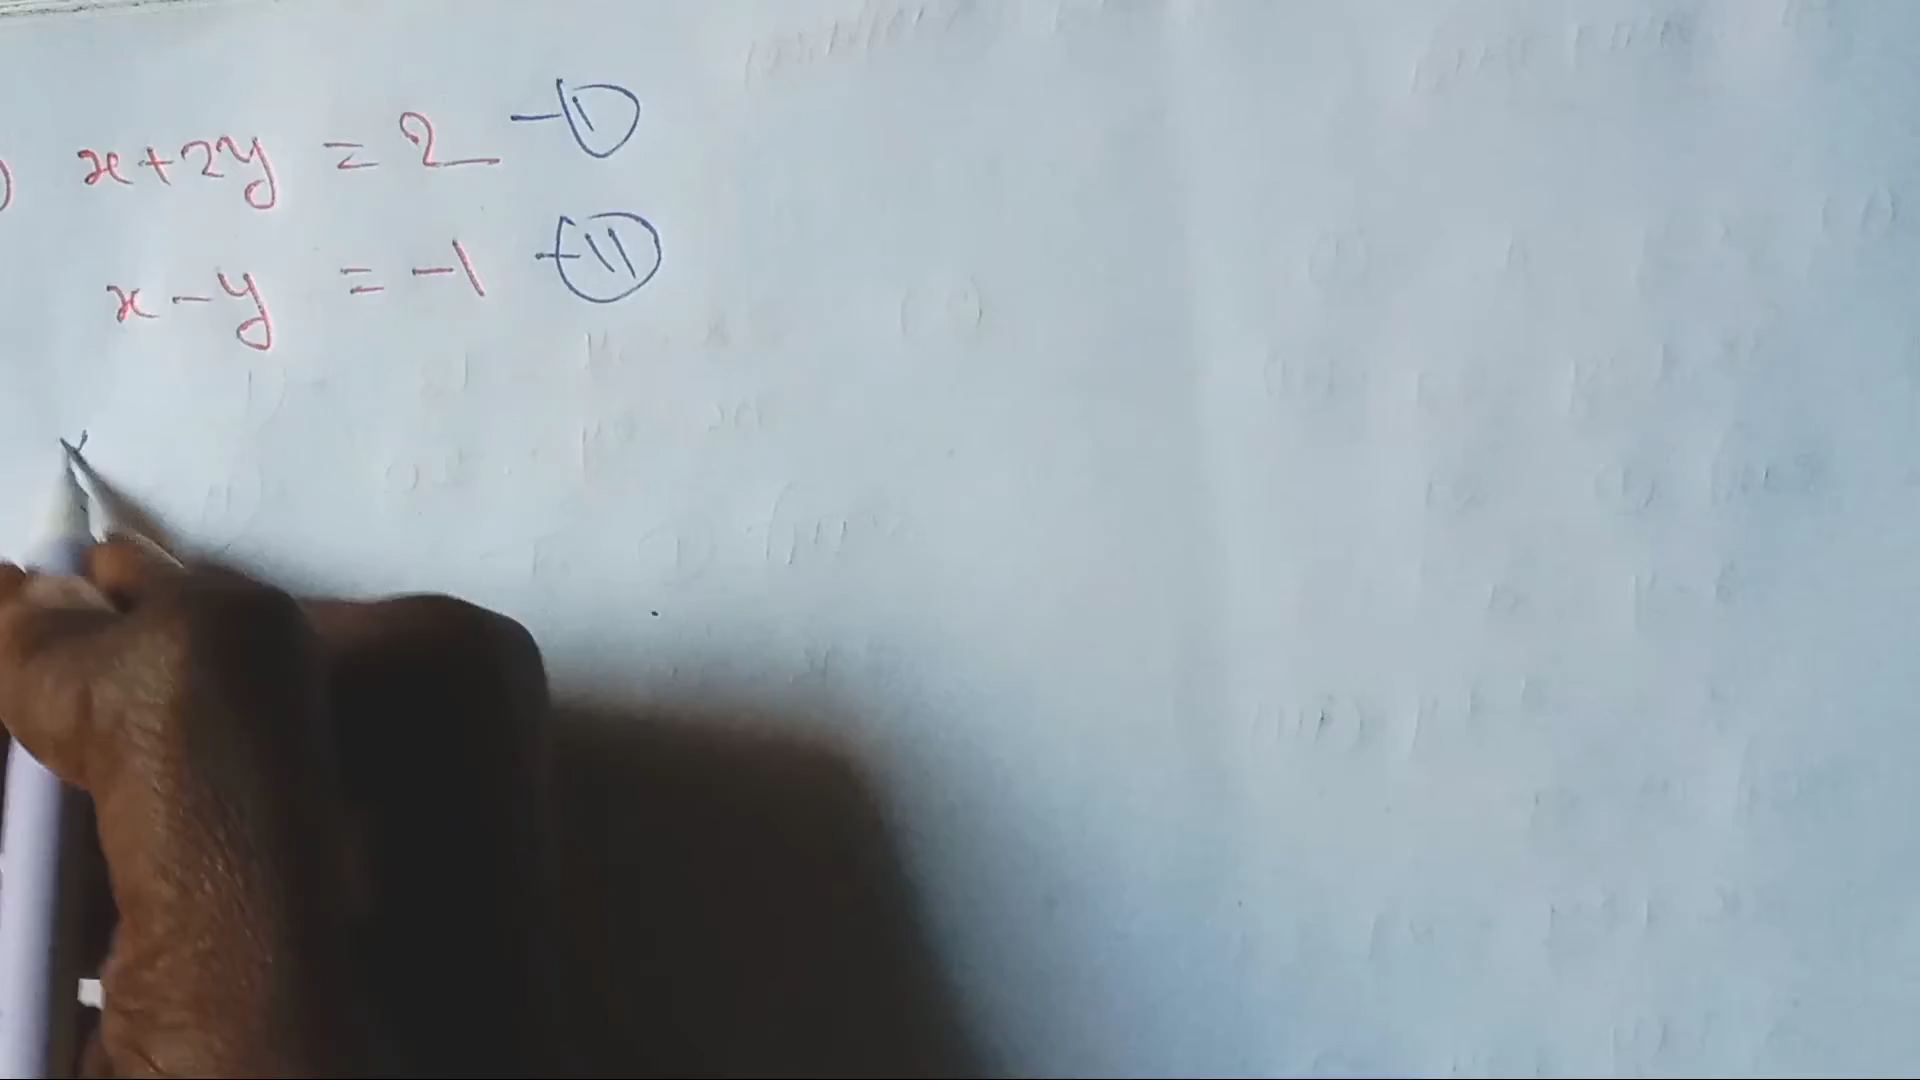 ) x+2y = 2 —(I)
x-y = -1 —(II)